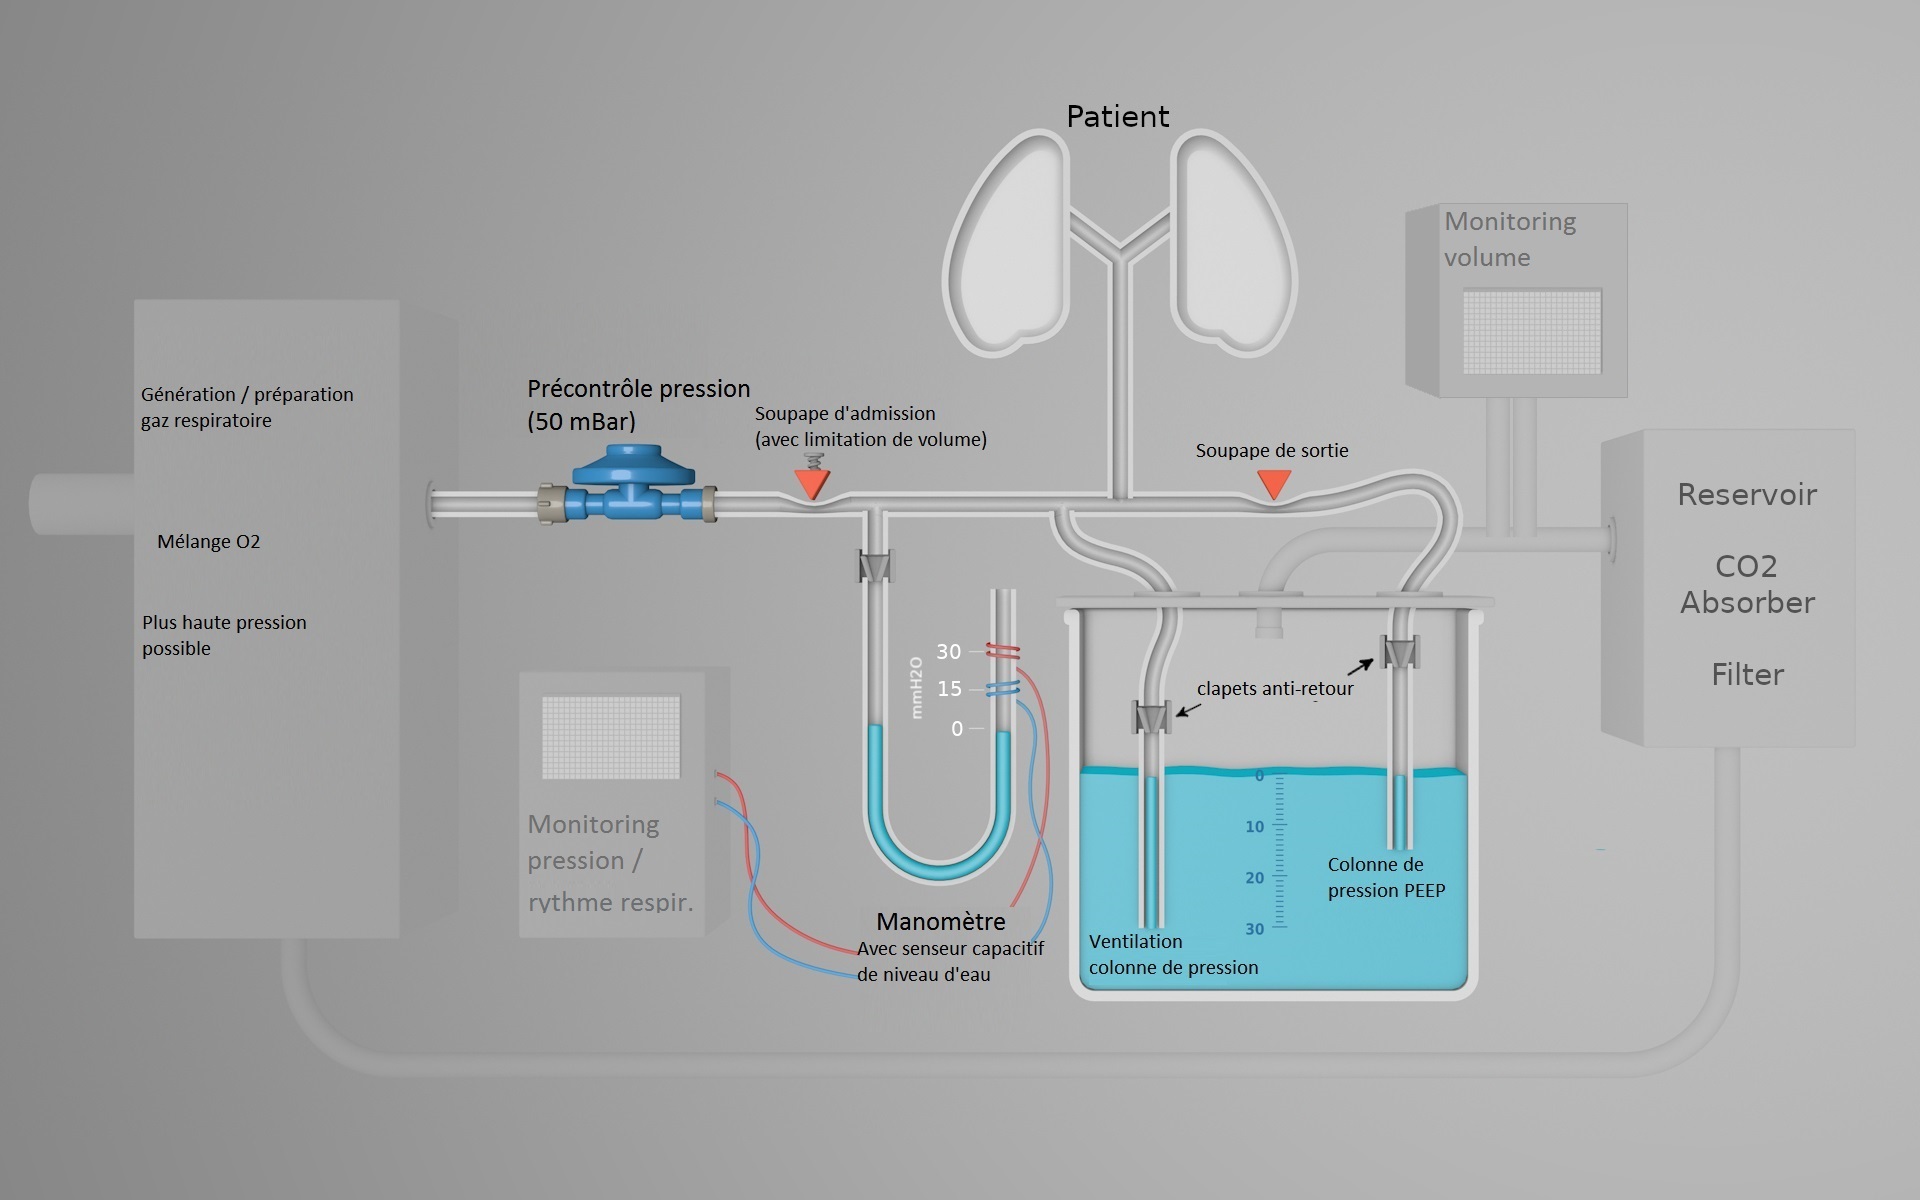 Patient
Monitoring
volume
Génération / préparation
gaz respiratoire
Mélange O2
Plus haute pression
possible
Précontrôle pression
(50 mBar)
Soupape d'admission
(avec limitation de volume)
Soupape de sortie
Reservoir
CO2
Absorber
Filter
30
15
0
mmH2O
clapets anti-retour
Monitoring
pression /
rythme respir.
Manomètre
Avec senseur capacitif
de niveau d'eau
0
10
20
30
Colonne de
pression PEEP
Ventilation
colonne de pression